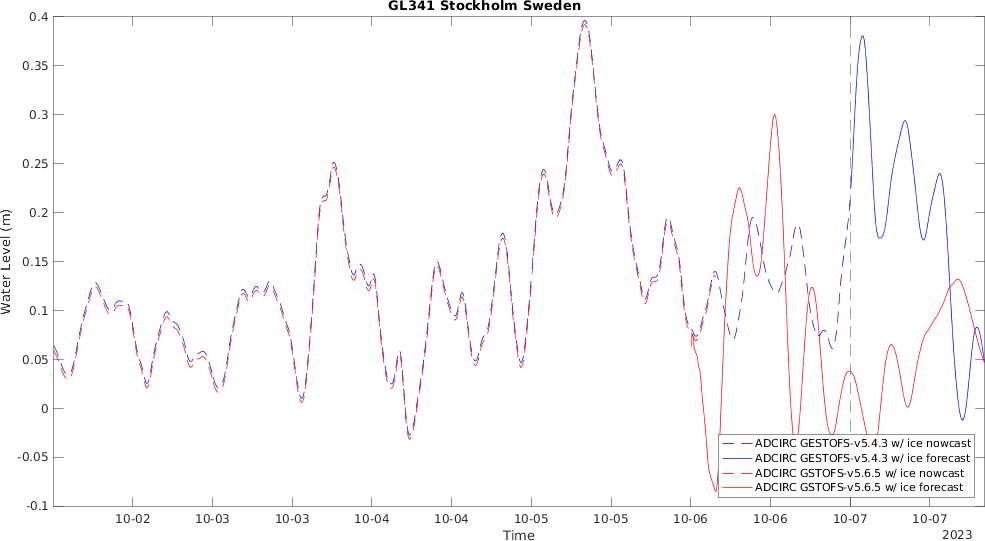 GL341 Stockholm Sweden
0.4
0.35
0.3
0.25
0.2
0.15
0.1
0.05
0
-0.05
-0.1
Water Level (m)
ADCIRC GESTOFS-v5.4.3 w/ ice nowcast
ADCIRC GESTOFS-v5.4.3 w/ ice forecast
ADCIRC GSTOFS-v5.6.5 w/ ice nowcast
ADCIRC GSTOFS-v5.6.5 w/ ice forecast
10-02 10-03 10-03 10-04 10-04 10-05 10-05 10-06 10-06 10-07 10-07
Time
2023